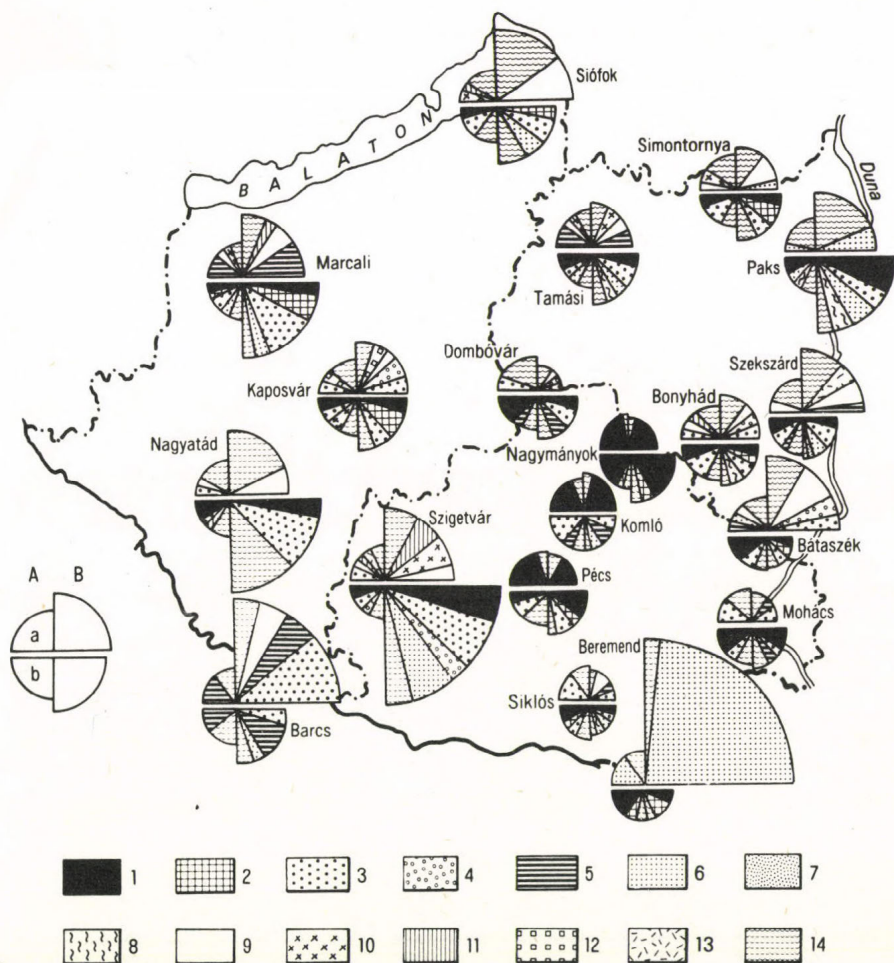 Siófok
BALATON
Simontornya
Duna
Marcali
Tamási
Paks
Kaposvár
Dombóvár
Szekszárd
Bonyhád
Nagyatád
Nagymányok
Szigetvár
Komló
A B
Pécs
Bátaszék
a
Mohács
b
Beremend
Siklós
Barcs
1 2 3 4 5 6 7
8 9 10 11 12 13 14